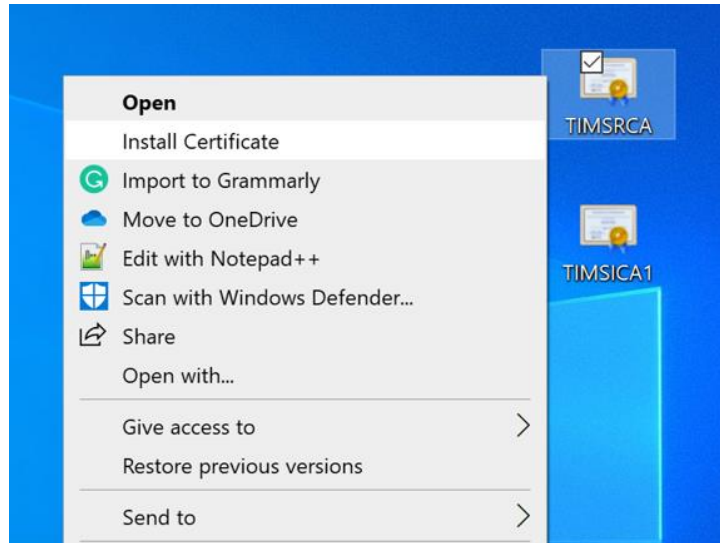 Open
Install Certificate
Import to Grammarly
Move to OneDrive
Edit with Notepad++
Scan with Windows Defender...
Share
Open with...
Give access to
Restore previous versions
Send to
TIMSRCA
TIMSICA1